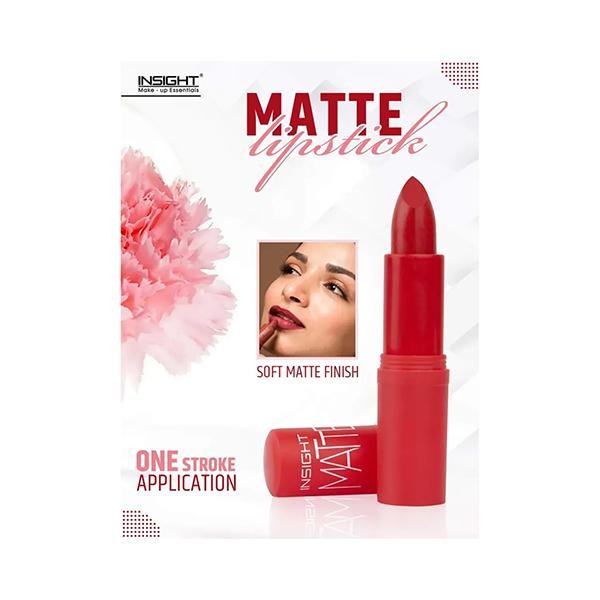 INSIGHT®
Make - up Essentials
MATTE
lipstick
SOFT MATTE FINISH
ONE STROKE
APPLICATION
INSIGHT
MATTE